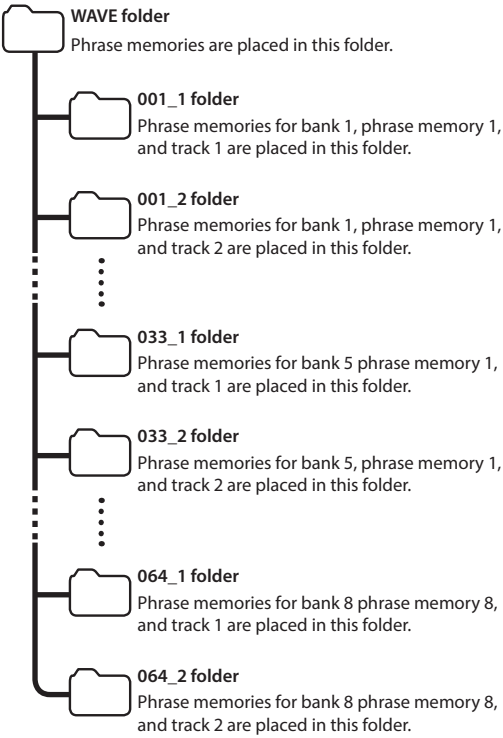 WAVE folder
Phrase memories are placed in this folder.
001_1 folder
Phrase memories for bank 1, phrase memory 1,
and track 1 are placed in this folder.
001_2 folder
Phrase memories for bank 1, phrase memory 1,
and track 2 are placed in this folder.
033_1 folder
Phrase memories for bank 5 phrase memory 1,
and track 1 are placed in this folder.
033_2 folder
Phrase memories for bank 5, phrase memory 1,
and track 2 are placed in this folder.
064_1 folder
Phrase memories for bank 8 phrase memory 8,
and track 1 are placed in this folder.
064_2 folder
Phrase memories for bank 8 phrase memory 8,
and track 2 are placed in this folder.